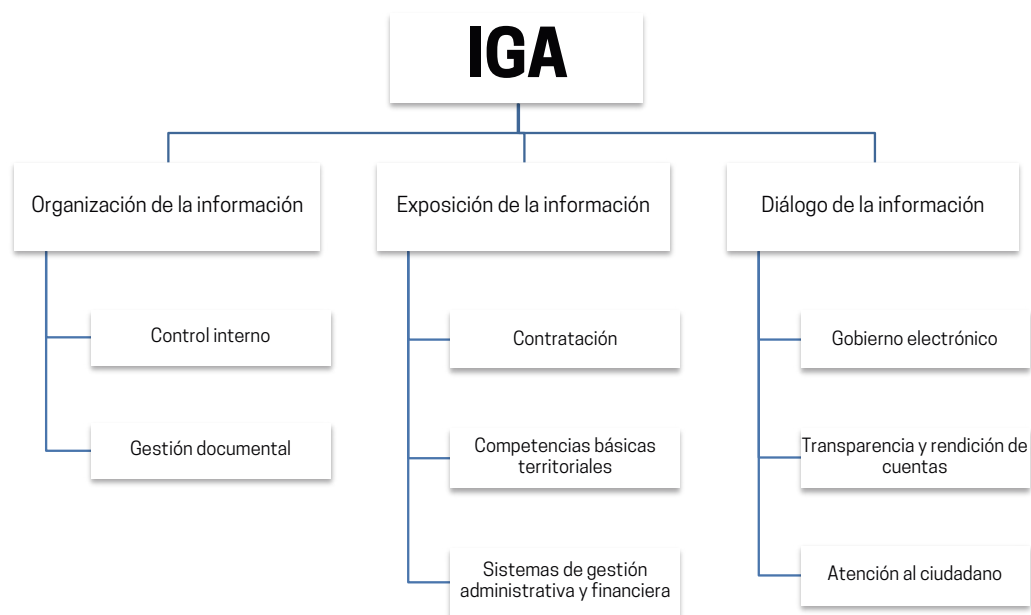 IGA
Organización de la información
Control interno
Gestión documental
Exposición de la información
Contratación
Competencias básicas
territoriales
Sistemas de gestión
administrativa y financiera
Diálogo de la información
Gobierno electrónico
Transparencia y rendición de
cuentas
Atención al ciudadano